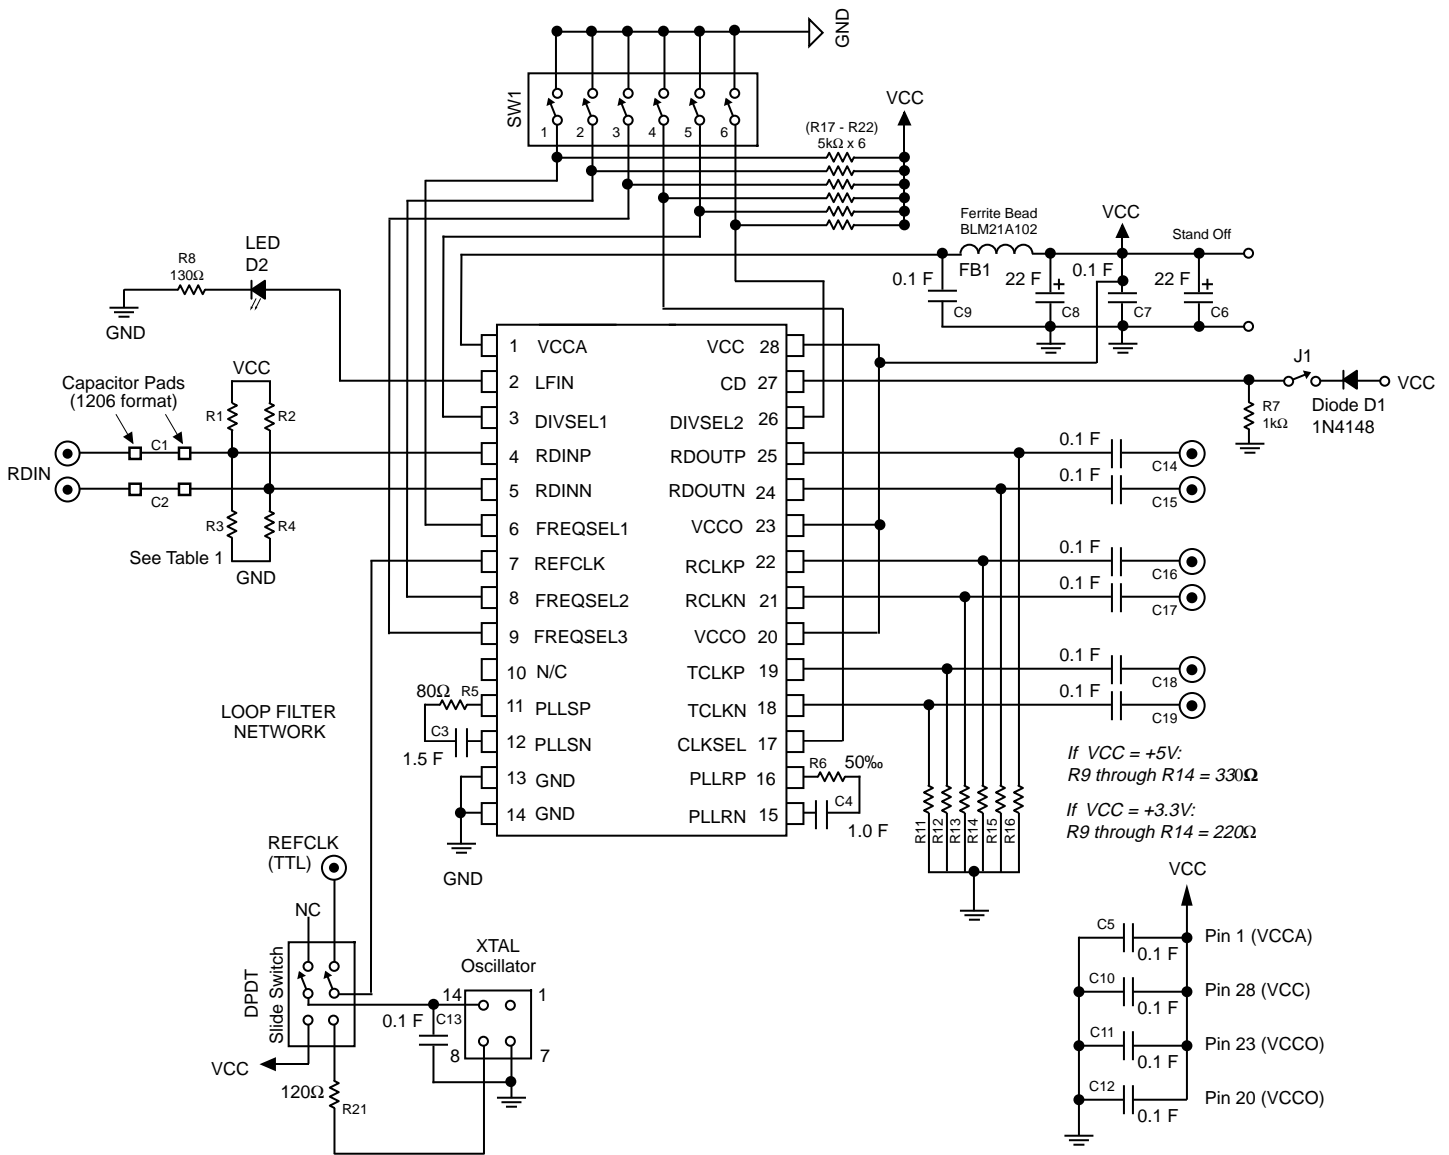 GND
SW1
1 2 3 4 5 6
(R17 - R22)
5kΩ x 6
VCC
LED
D2
R8
130Ω
GND
Ferrite Bead
BLM21A102
FB1
VCC
Stand Off
0.1 F
C9
22 F
+
C8
0.1 F
C7
22 F
+
C6
VCC
Capacitor Pads
(1206 format)
R1
R2
C1
RDIN
C2
R3
R4
See Table 1
GND
1 VCCA
2 LFIN
3 DIVSEL1
4 RDINP
5 RDINN
6 FREQSEL1
7 REFCLK
8 FREQSEL2
9 FREQSEL3
10 N/C
11 PLLSP
12 PLLSN
13 GND
14 GND
VCC 28
CD 27
DIVSEL2 26
RDOUTP 25
RDOUTN 24
VCCO 23
RCLKP 22
RCLKN 21
VCCO 20
TCLKP 19
TCLKN 18
CLKSEL 17
PLLRP 16
PLLRN 15
J1
VCC
R7
1kΩ
Diode D1
1N4148
0.1 F
C14
0.1 F
C15
0.1 F
C16
0.1 F
C17
0.1 F
C18
0.1 F
C19
LOOP FILTER
NETWORK
80Ω R5
C3
1.5 F
R6 50‰
C4
1.0 F
GND
R11
R12
R13
R14
R15
R16
If VCC = +5V:
R9 through R14 = 330Ω
If VCC = +3.3V:
R9 through R14 = 220Ω
REFCLK
(TTL)
NC
DPDT
Slide Switch
VCC
120Ω
R21
XTAL
Oscillator
14
1
0.1 F
C13
8
7
VCC
C5
0.1 F
Pin 1 (VCCA)
C10
0.1 F
Pin 28 (VCC)
C11
0.1 F
Pin 23 (VCCO)
C12
0.1 F
Pin 20 (VCCO)